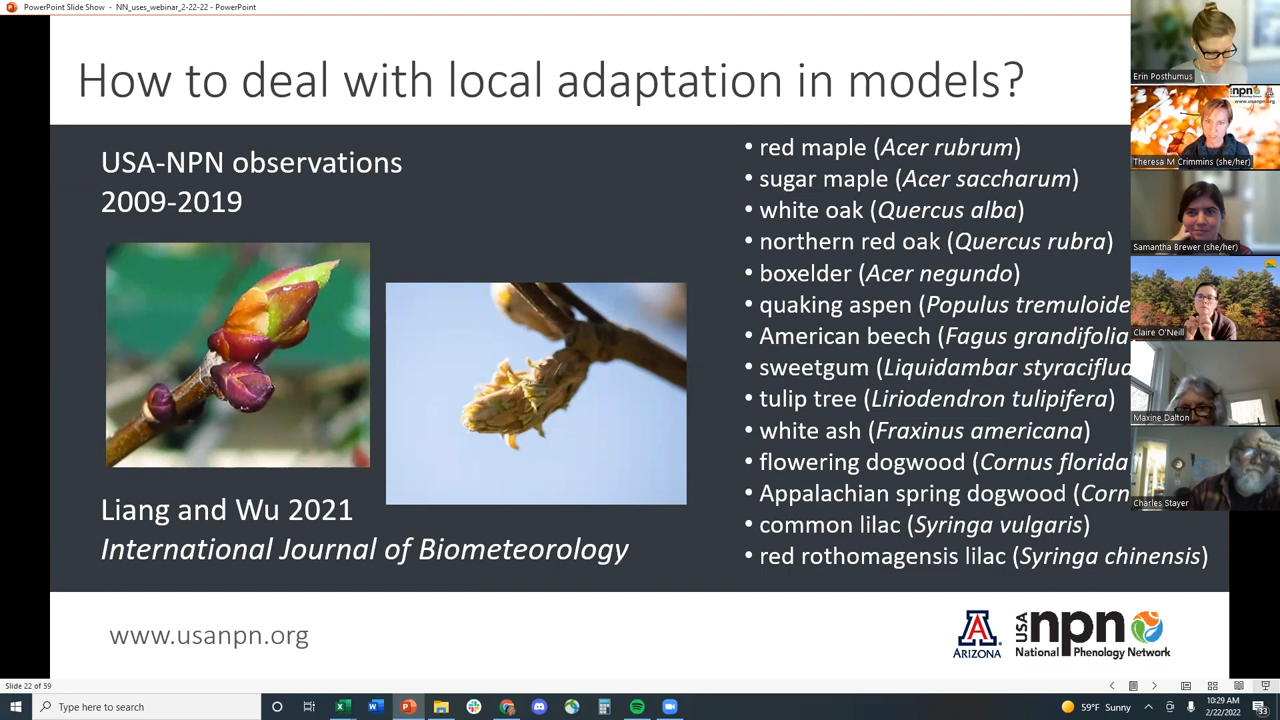 PowerPoint Slide Show - NN_uses_webinar_2-22-22 - PowerPoint
How to deal with local adaptation in models?
USA-NPN observations
2009-2019
Liang and Wu 2021
International Journal of Biometeorology
• red maple (Acer rubrum)
• sugar maple (Acer saccharum)
• white oak (Quercus alba)
• northern red oak (Quercus rubra)
• boxelder (Acer negundo)
• quaking aspen (Populus tremuloide
• American beech (Fagus grandifolia
• sweetgum (Liquidambar styraciflua
• tulip tree (Liriodendron tulipifera)
• white ash (Fraxinus americana)
• flowering dogwood (Cornus florida
• Appalachian spring dogwood (Corn
• common lilac (Syringa vulgaris)
• red rothomagensis lilac (Syringa chinensis)
www.usanpn.org
A
ARIZONA
USA npn
National Phenology Network
Erin Posthumus
npn
www.usanpn.org
Theresa M Crimmins (she/her)
Samantha Brewer (she/her)
Claire O'Neill
Maxine Dalton
Charles Stayer
Slide 22 of 59
Type here to search
59°F Sunny
10:29 AM
2/22/2022
33